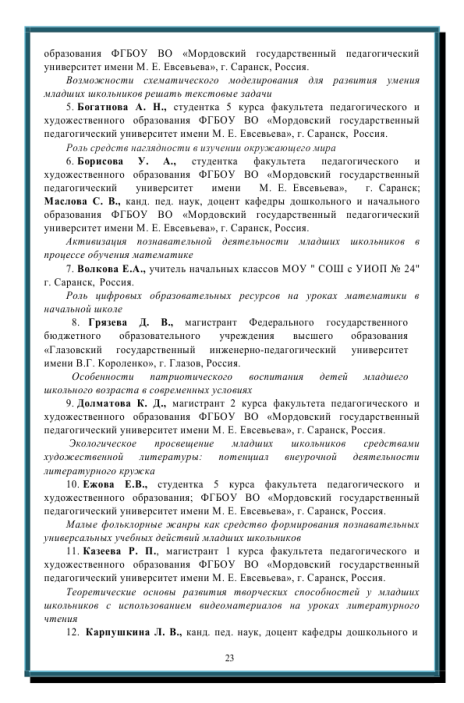 образования ФГБОУ ВО «Мордовский государственный педагогический
университет имени М. Е. Евсевьева», г. Саранск, Россия.
Возможности схематического моделирования для развития умения
младших школьников решать текстовые задачи
5. Богатиова А. Н., студентка 5 курса факультета педагогического и
художественного образования ФГБОУ ВО «Мордовский государственный
педагогический университет имени М. Е. Евсевьева», г. Саранск, Россия.
Роль средств наглядности в изучении окружающего мира
6. Борисова У. А., студентка факультета педагогического и
художественного образования ФГБОУ ВО «Мордовский государственный
педагогический университет имени М. Е. Евсевьева», г. Саранск;
Маслова С. В., канд. пед. наук, доцент кафедры дошкольного и начального
образования ФГБОУ ВО «Мордовский государственный педагогический
университет имени М. Е. Евсевьева», г. Саранск, Россия.
Активизация познавательной деятельности младших школьников в
процессе обучения математике
7. Волкова Е.А., учитель начальных классов МОУ " СОШ с УИОП № 24"
г. Саранск, Россия.
Роль цифровых образовательных ресурсов на уроках математики в
начальной школе
8. Грязева Д. В., магистрант Федерального государственного
бюджетного образовательного учреждения высшего образования
«Глазовский государственный инженерно-педагогический университет
имени В.Г. Короленко», г. Глазов, Россия.
Особенности патриотического воспитания детей младшего
школьного возраста в современных условиях
9. Долматова К. Д., магистрант 2 курса факультета педагогического и
художественного образования ФГБОУ ВО «Мордовский государственный
педагогический университет имени М. Е. Евсевьева», г. Саранск, Россия.
Экологическое просвещение младших школьников средствами
художественной литературы: потенциал внеурочной деятельности
литературного кружка
10. Ежова Е.В., студентка 5 курса факультета педагогического и
художественного образования; ФГБОУ ВО «Мордовский государственный
педагогический университет имени М. Е. Евсевьева», г. Саранск, Россия.
Малые фольклорные жанры как средство формирования познавательных
универсальных учебных действий младших школьников
11. Казеева Р. П., магистрант 1 курса факультета педагогического и
художественного образования ФГБОУ ВО «Мордовский государственный
педагогический университет имени М. Е. Евсевьева», г. Саранск, Россия.
Теоретические основы развития творческих способностей у младших
школьников с использованием видеоматериалов на уроках литературного
чтения
12. Карпушкина Л. В., канд. пед. наук, доцент кафедры дошкольного и
23